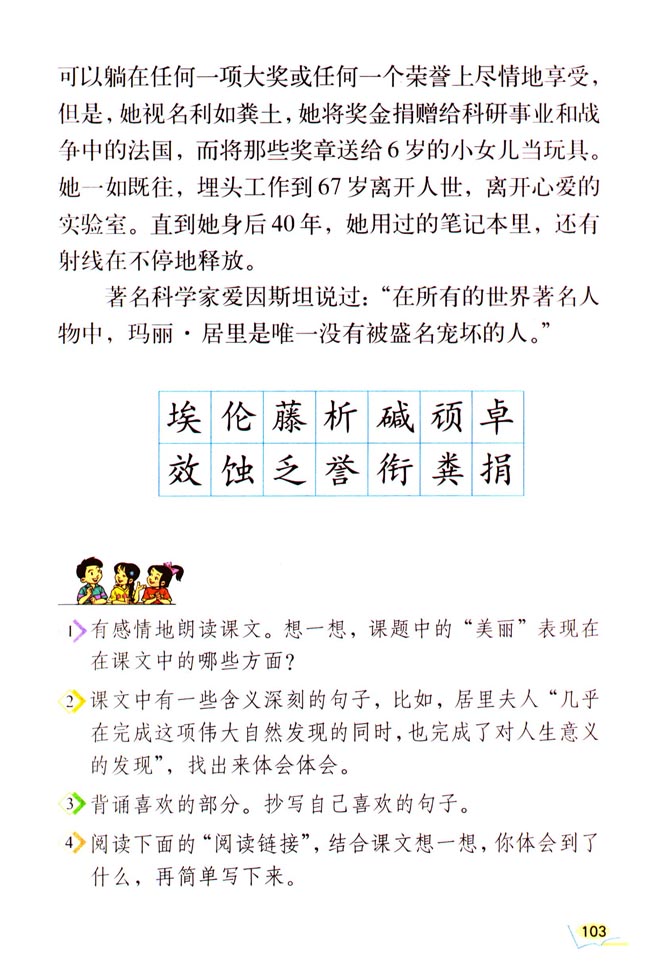 可以躺在任何一项大奖或任何一个荣誉上尽情地享受，
但是，她视名利如粪土，她将奖金捐赠给科研事业和战
争中的法国，而将那些奖章送给6岁的小女儿当玩具。
她一如既往，埋头工作到67岁离开人世，离开心爱的
实验室。直到她身后40年，她用过的笔记本里，还有
射线在不停地释放。
著名科学家爱因斯坦说过：“在所有的世界著名人
物中，玛丽·居里是唯一没有被盛名宠坏的人。”
埃伦藤析碱顽卓
效蚀乏誉衔粪捐
1 有感情地朗读课文。想一想，课题中的“美丽”表现在
在课文中的哪些方面？
2 课文中有一些含义深刻的句子，比如，居里夫人“几乎
在完成这项伟大自然发现的同时，也完成了对人生意义
的发现”，找出来体会体会。
3 背诵喜欢的部分。抄写自己喜欢的句子。
4 阅读下面的“阅读链接”，结合课文想一想，你体会到了
什么，再简单写下来。
103